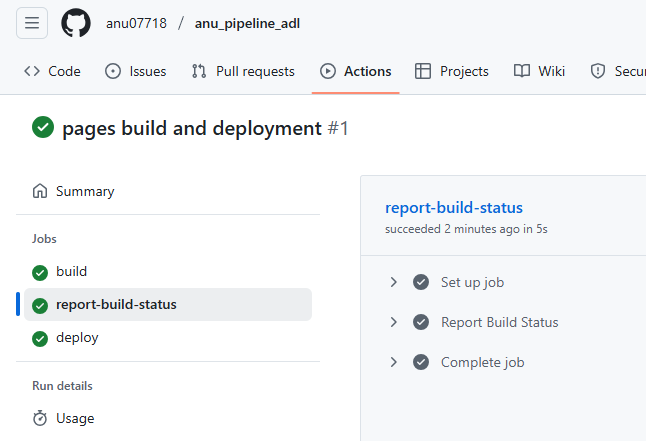 anu07718 / anu_pipeline_adl
Code Issues Pull requests Actions Projects Wiki Secu
pages build and deployment #1
Summary
Jobs
build
report-build-status
deploy
Run details
Usage
report-build-status
succeeded 2 minutes ago in 5s
Set up job
Report Build Status
Complete job